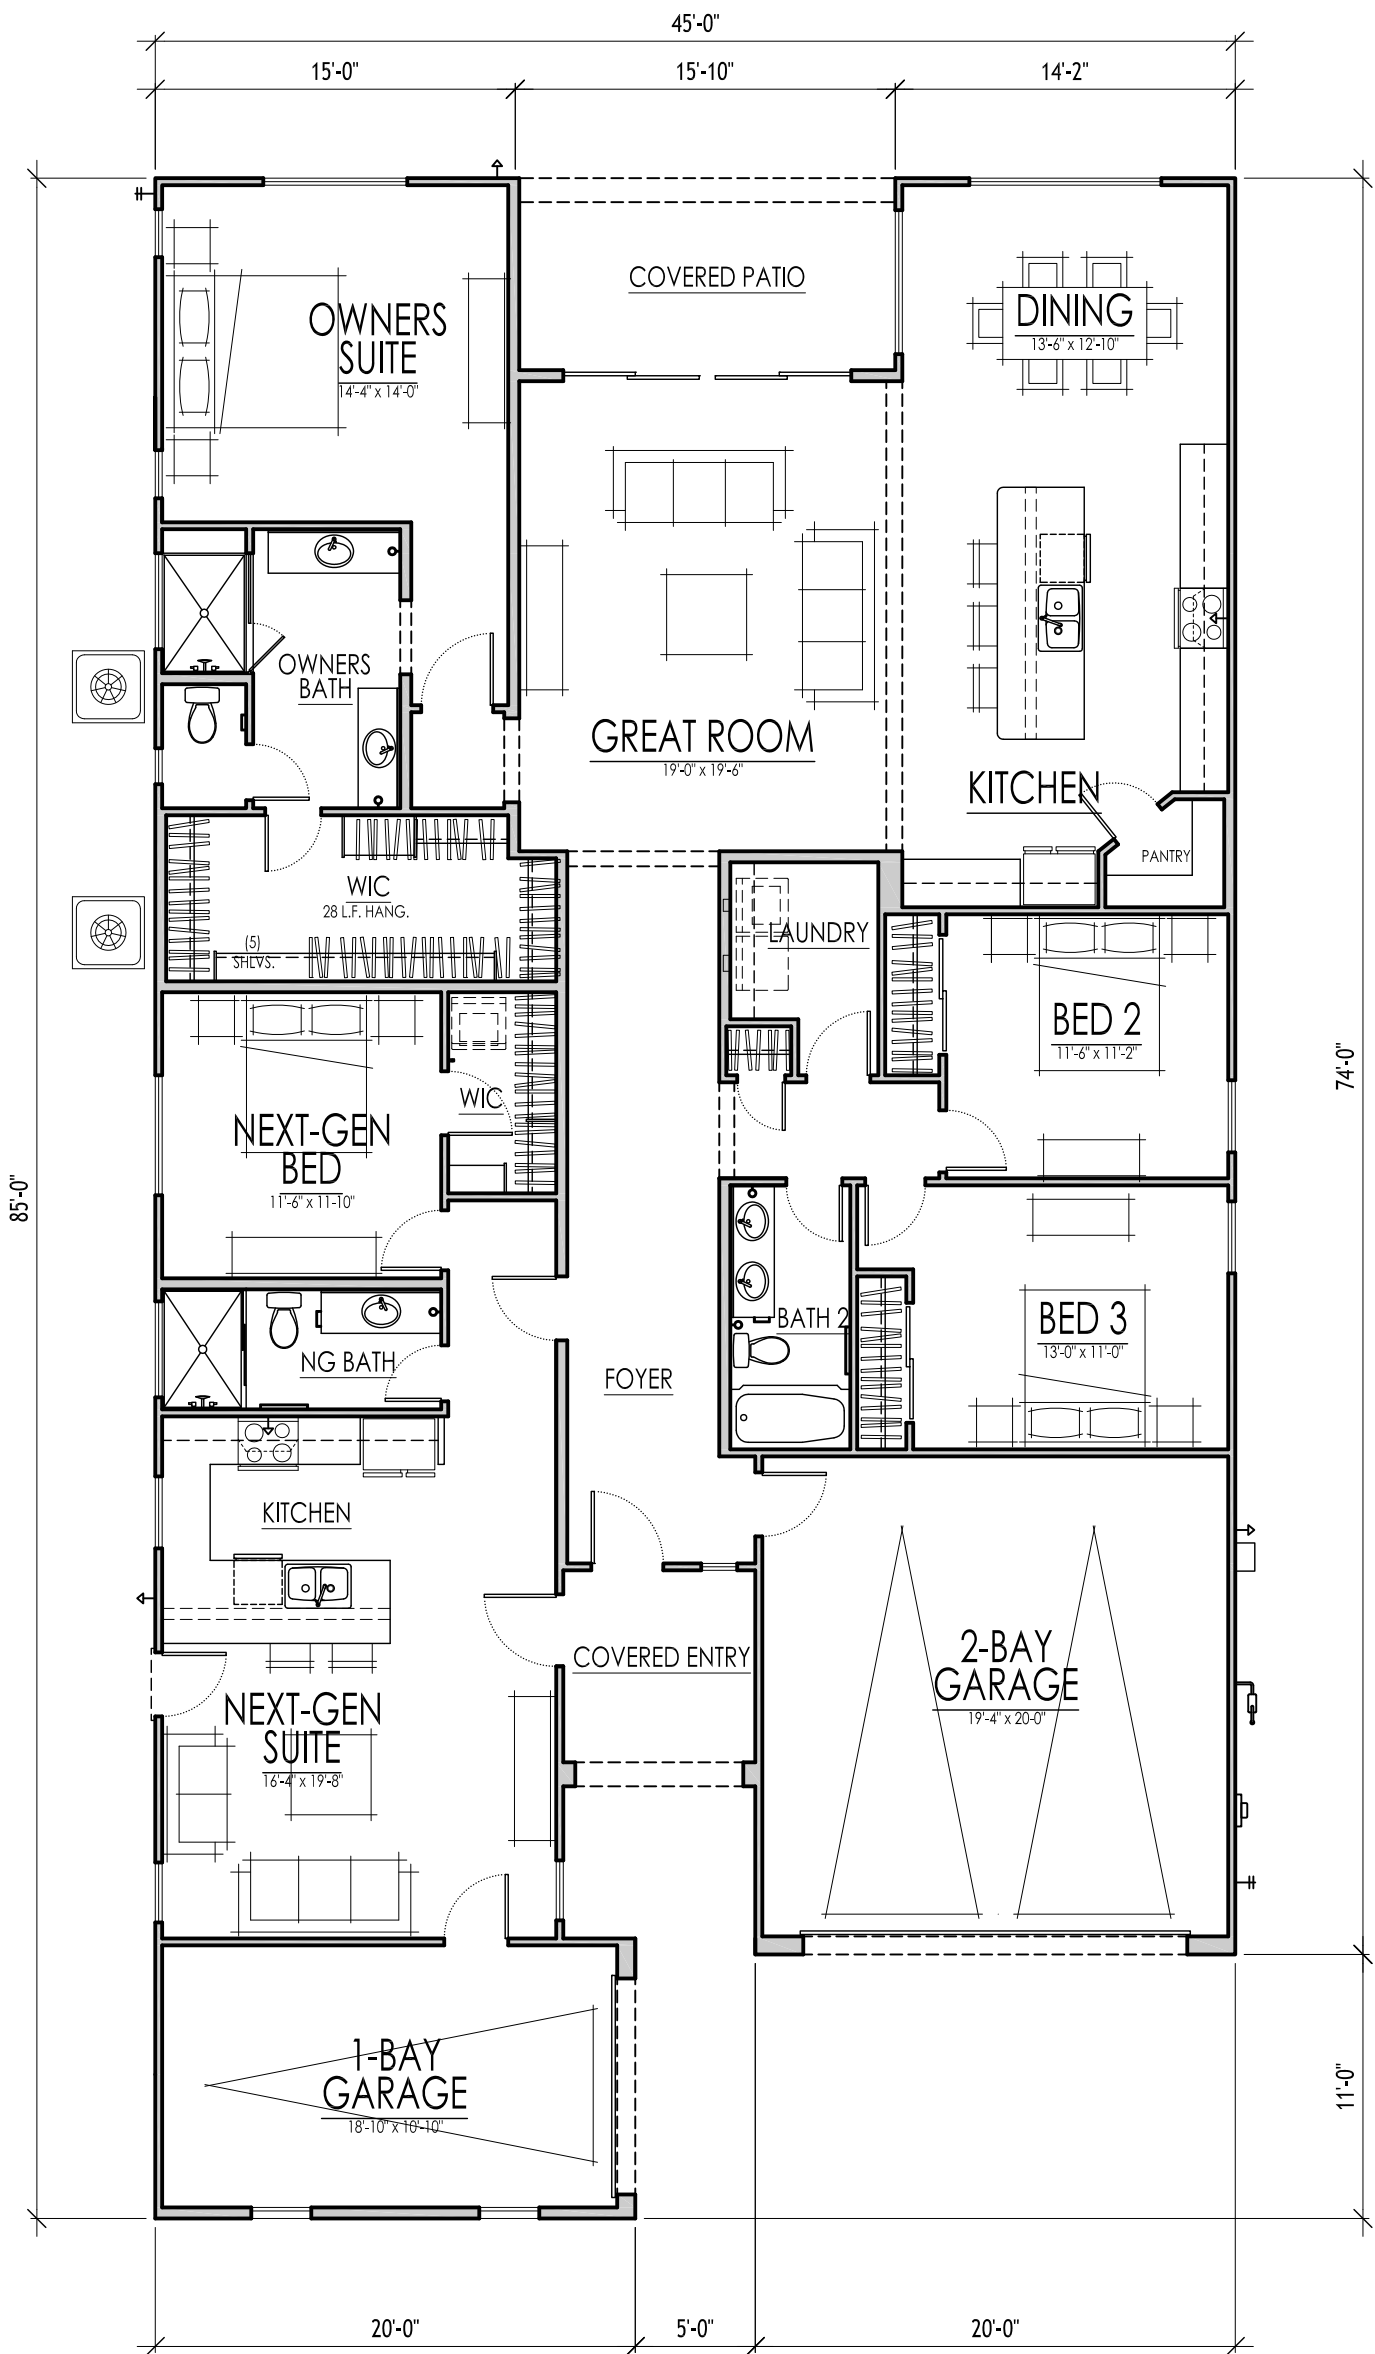 45'-0"
15'-0"
15'-10"
14'-2"
COVERED PATIO
DINING
13'-6" x 12'-10"
OWNERS
SUITE
14'-4" x 14'-0"
OWNERS
BATH
GREAT ROOM
19'-0" x 19'-6"
KITCHEN
PANTRY
WIC
28 L.F. HANG.
(5)
SHLVS.
LAUNDRY
BED 2
11'-6" x 11'-2"
74'-0"
WIC
NEXT-GEN
BED
11'-6" x 11-10"
85'-0"
BATH 2
BED 3
13'-0" x 11'-0"
NG BATH
FOYER
KITCHEN
COVERED ENTRY
2-BAY
GARAGE
19'-4" x 20-0"
NEXT-GEN
SUITE
16'-4" x 19'-8"
1-BAY
GARAGE
18'-10" x 10'-10"
11'-0"
20'-0"
5'-0"
20'-0"